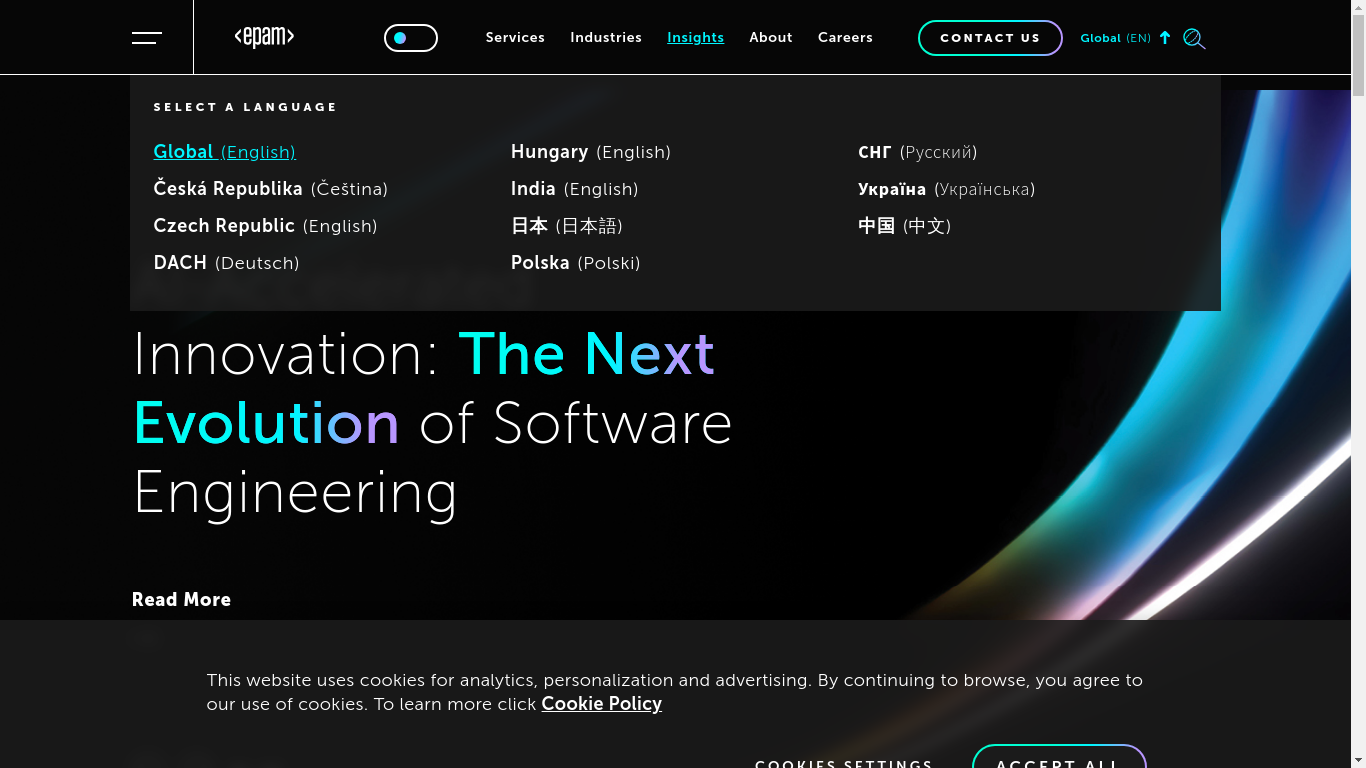 <epam>
Services Industries Insights About Careers
CONTACT US
Global (EN)
SELECT A LANGUAGE
Global (English)
Česká Republika (Čeština)
Czech Republic (English)
DACH (Deutsch)
Hungary (English)
India (English)
日本 (日本語)
Polska (Polski)
СНГ (Русский)
Україна (Українська)
中国 (中文)
Innovation: The Next
Evolution of Software
Engineering
Read More
This website uses cookies for analytics, personalization and advertising. By continuing to browse, you agree to
our use of cookies. To learn more click Cookie Policy
COOKIES SETTINGS
ACCEPT ALL